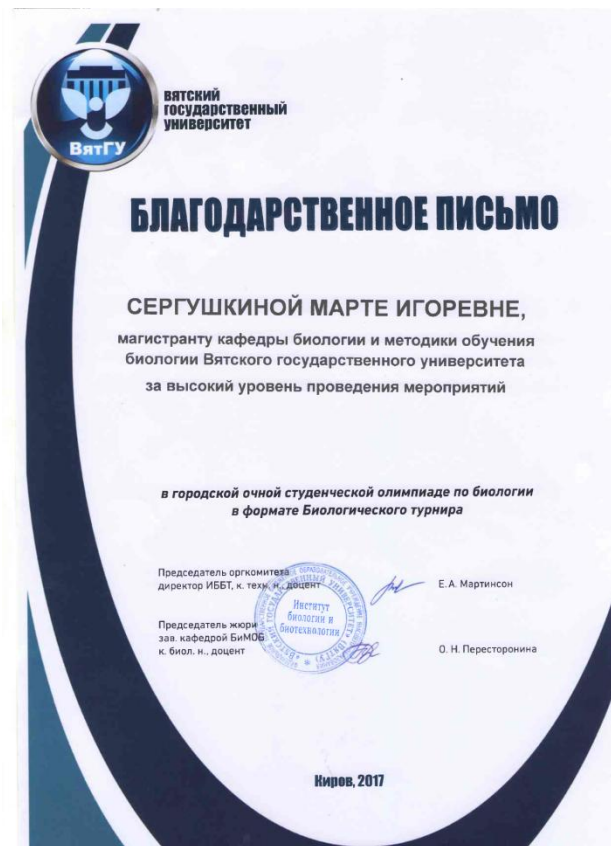 ВятГУ
вятский
государственный
университет
БЛАГОДАРСТВЕННОЕ ПИСЬМО
СЕРГУШКИНОЙ МАРТЕ ИГОРЕВНЕ,
магистранту кафедры биологии и методики обучения
биологии Вятского государственного университета
за высокий уровень проведения мероприятий
в городской очной студенческой олимпиаде по биологии
в формате Биологического турнира
Председатель оргкомитета
директор ИББТ, к. техн. н., доцент
Е.А. Мартинсон
Институт
биологии и
биотехнологии
Председатель жюри
зав. кафедрой БиМОБ
к. биол. н., доцент
О. Н. Пересторонина
Киров, 2017